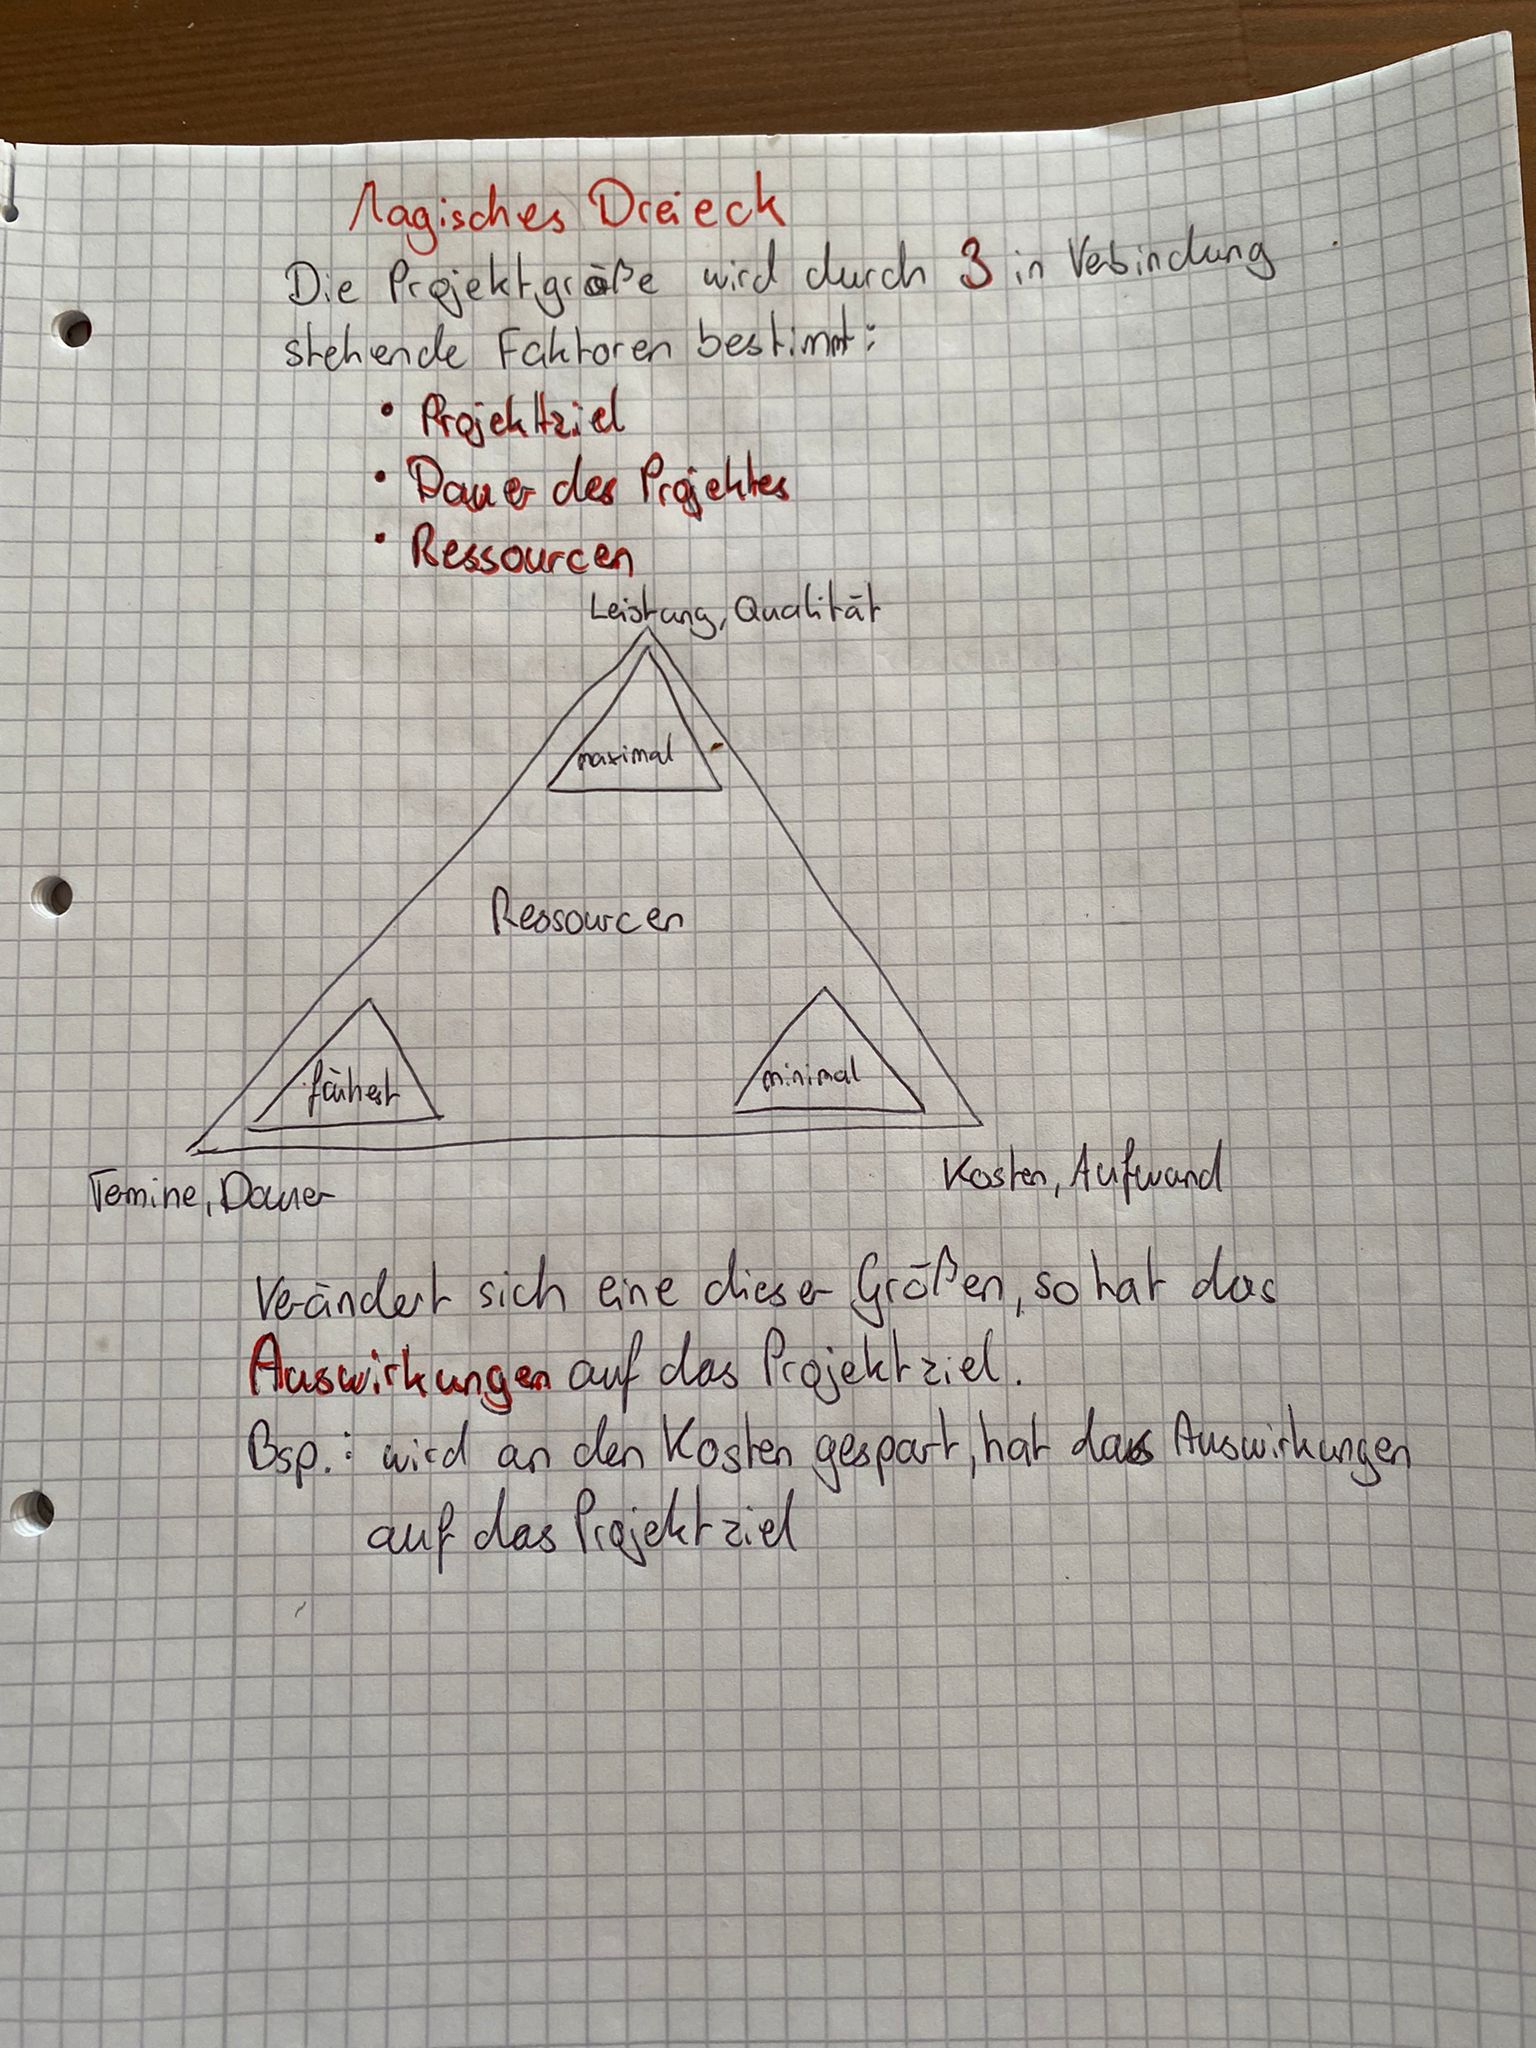 Magisches Dreieck
Die Projektgröße wird durch 3 in Verbindung
stehende Faktoren bestimmt:
• Projektziel
• Dauer des Projektes
• Ressourcen
Leistung, Qualität
maximal
Ressourcen
frühest
minimal
Termine, Dauer
Kosten, Aufwand
Verändert sich eine dieser Größen, so hat das
Auswirkungen auf das Projektziel.
Bsp.: wird an den Kosten gespart, hat das Auswirkungen
auf das Projektziel